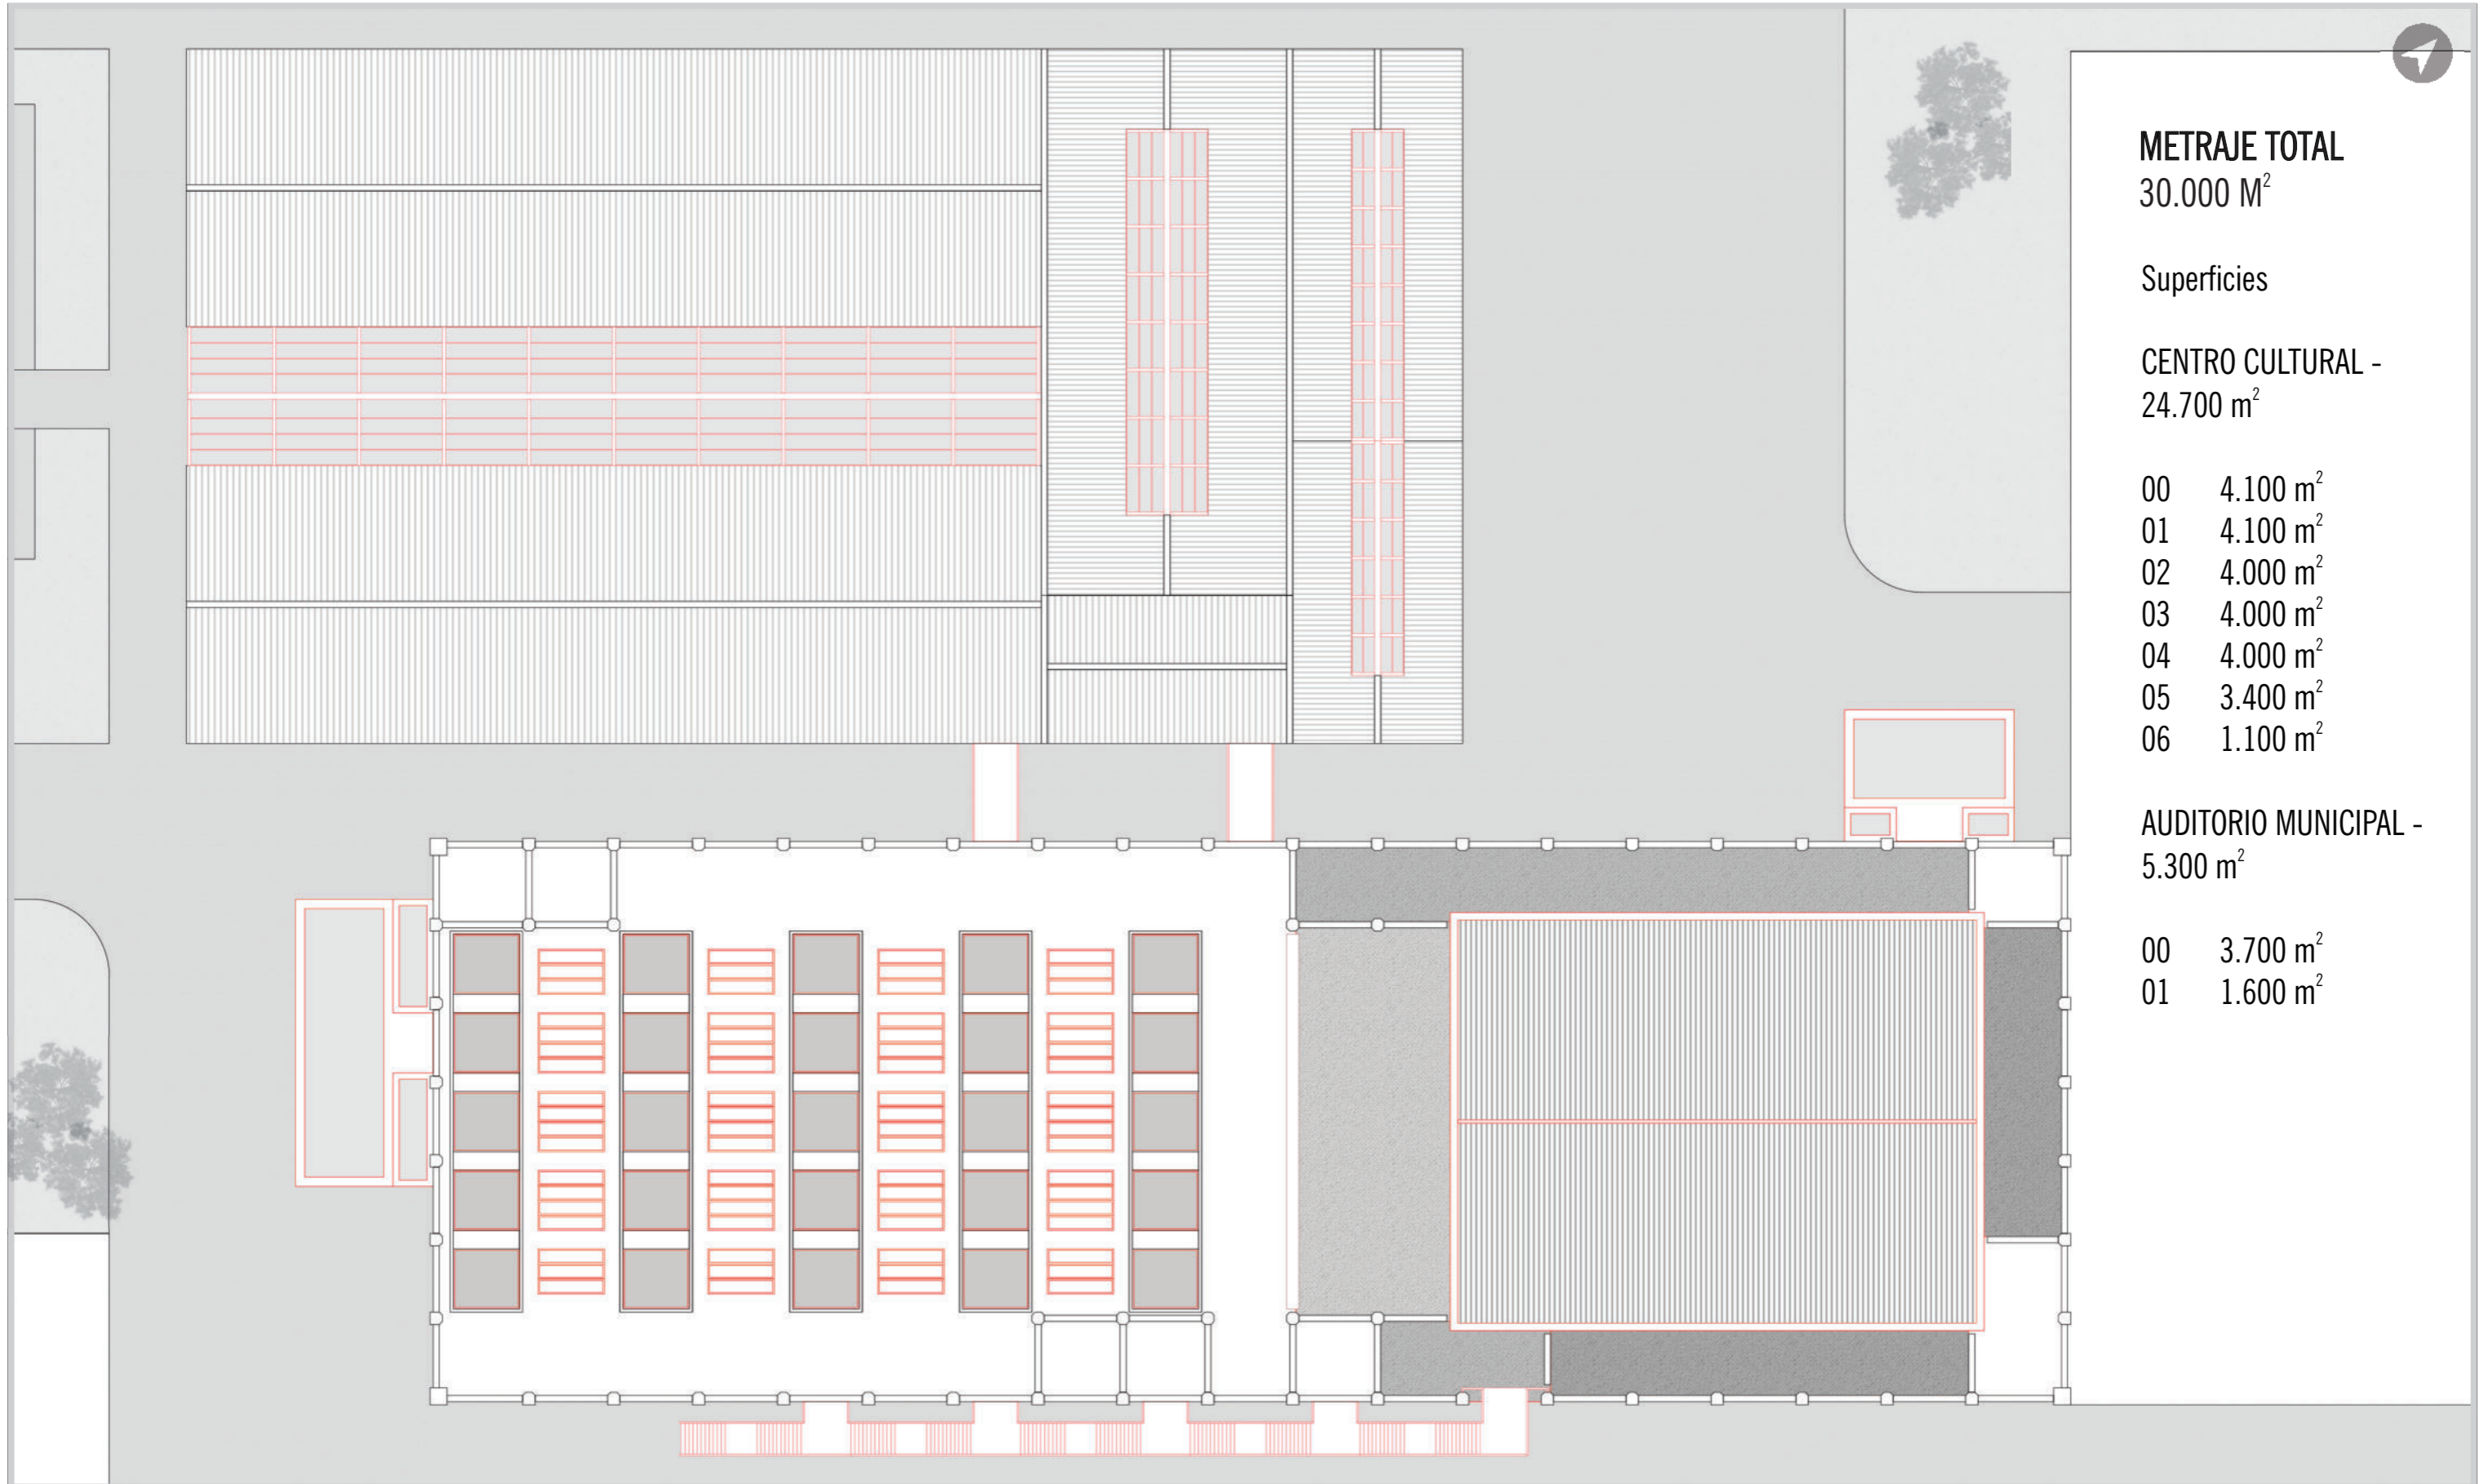 METRAJE TOTAL
30.000 M²
Superficies
CENTRO CULTURAL -
24.700 m²
00 4.100 m²
01 4.100 m²
02 4.000 m²
03 4.000 m²
04 4.000 m²
05 3.400 m²
06 1.100 m²
AUDITORIO MUNICIPAL -
5.300 m²
00 3.700 m²
01 1.600 m²